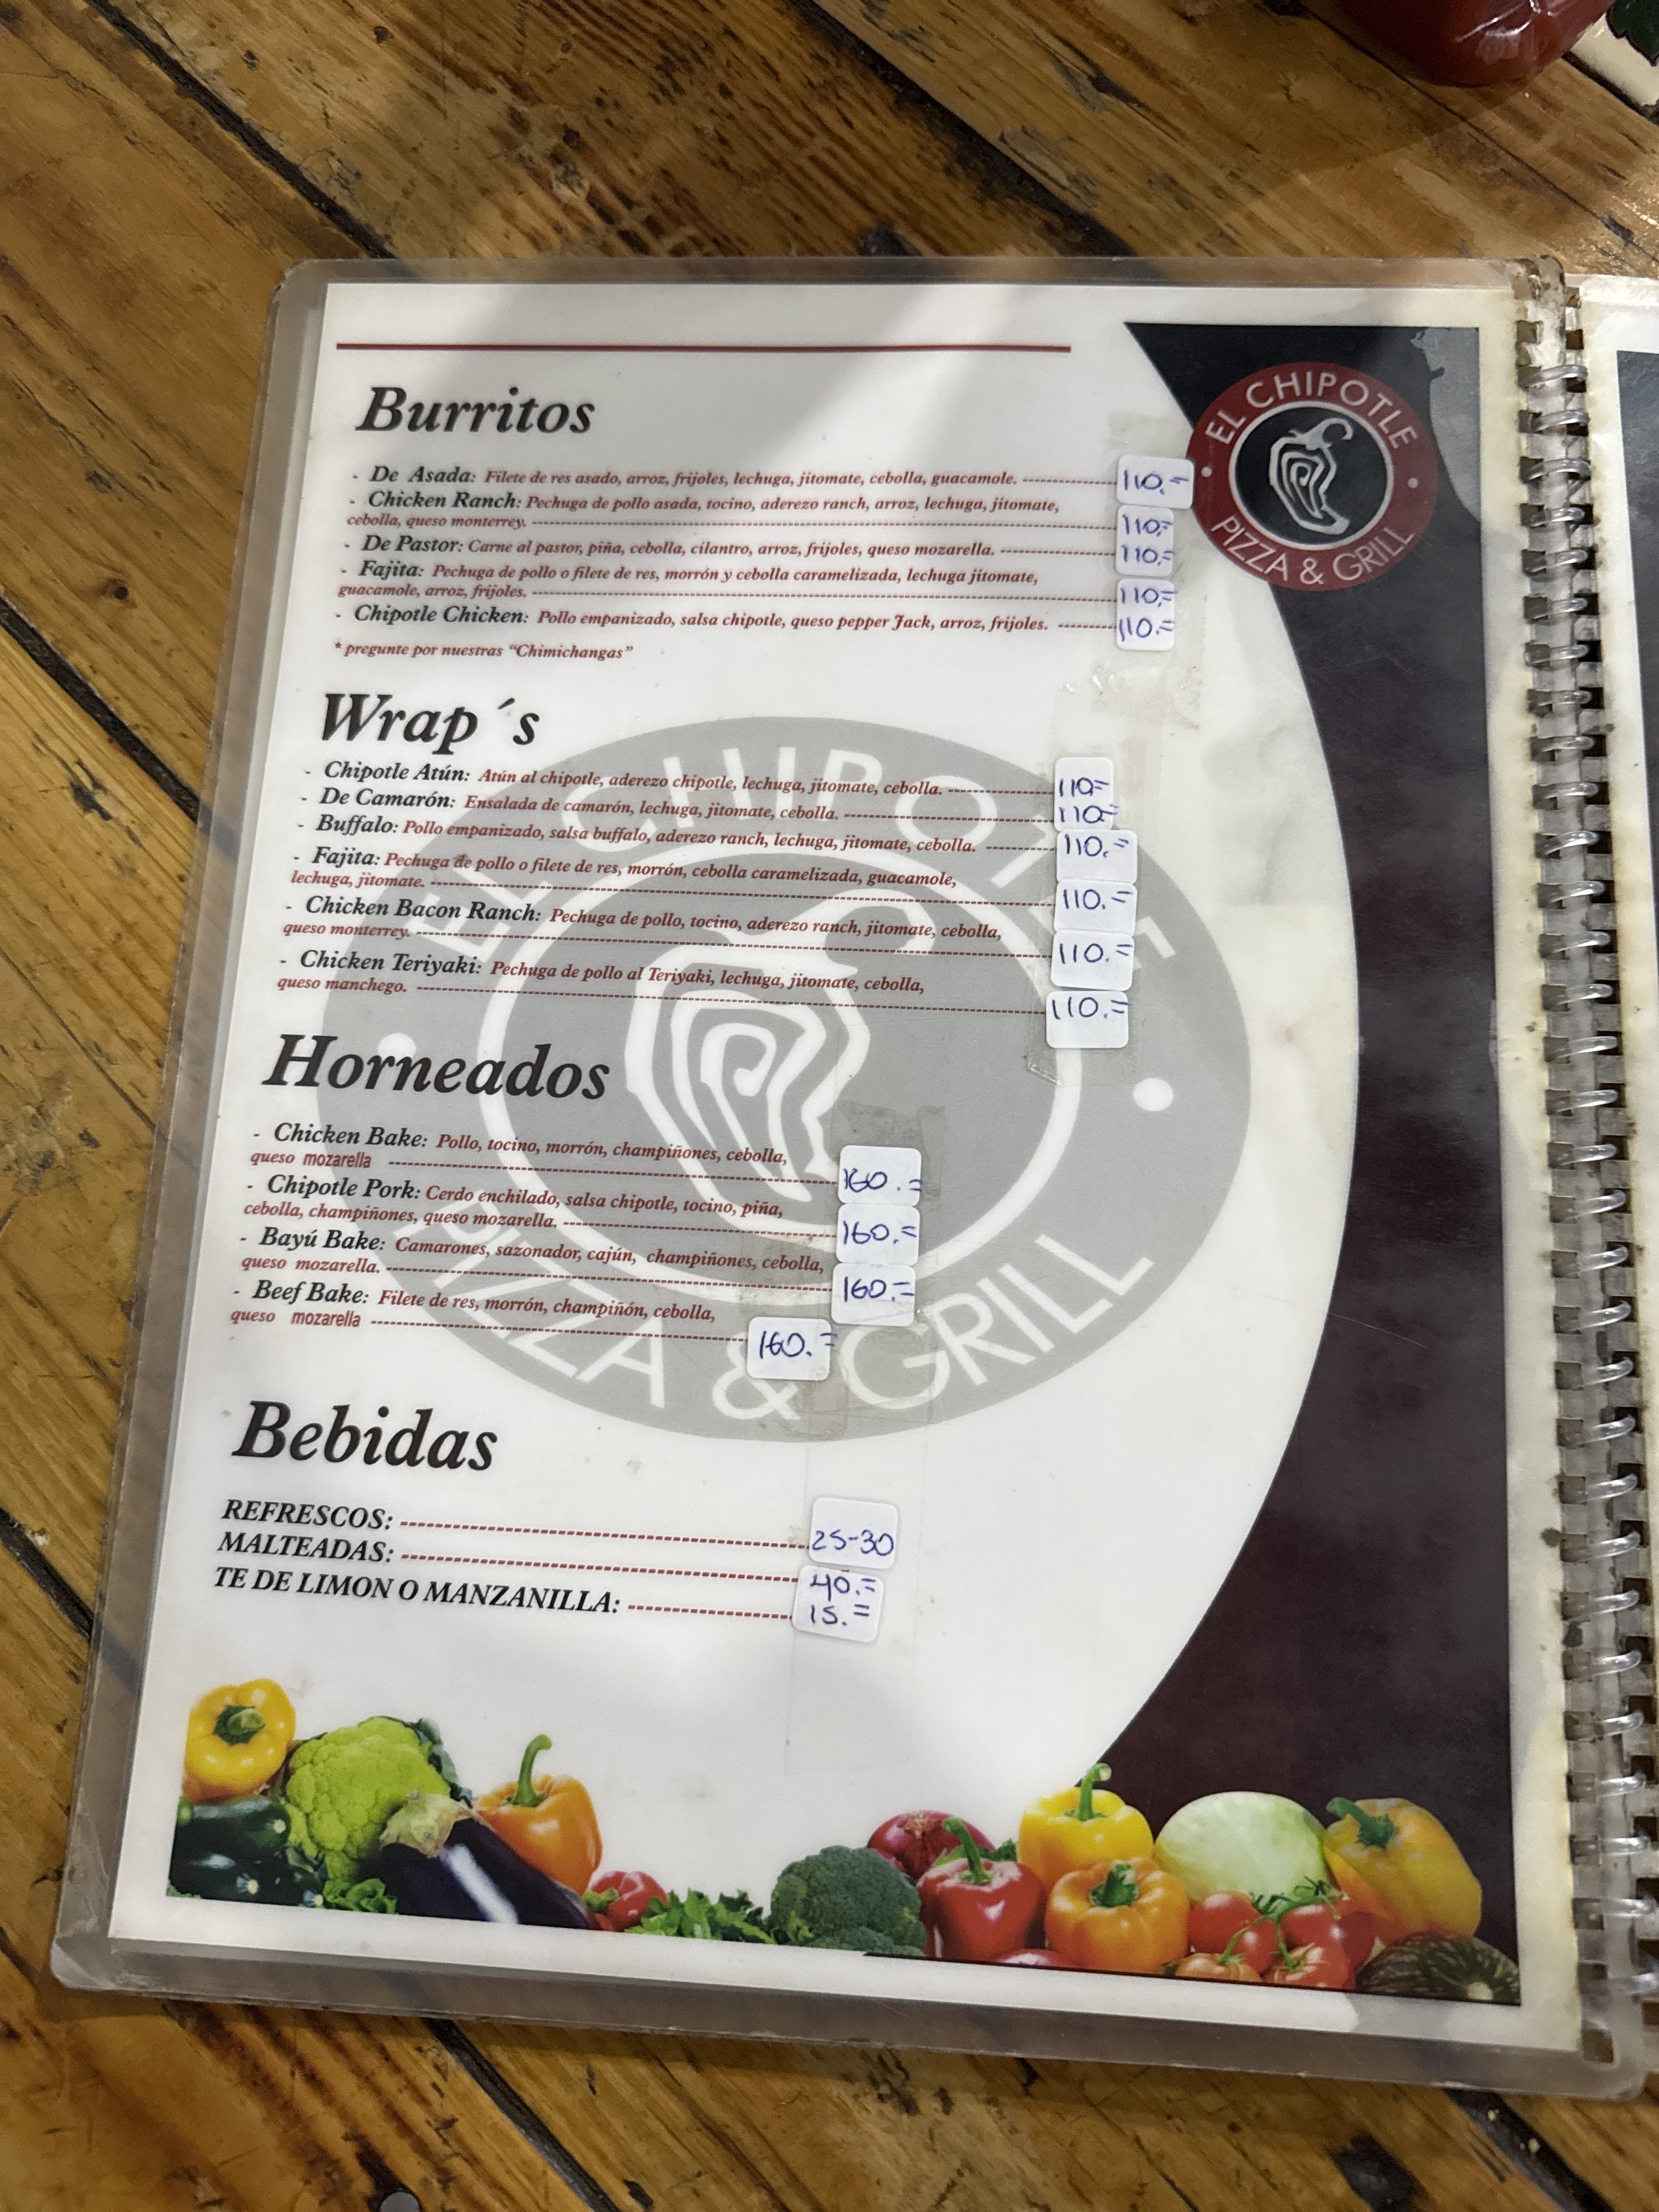 EL CHIPOTLE
PIZZA & GRILL
Burritos
- De Asada: Filete de res asado, arroz, frijoles, lechuga, jitomate, cebolla, guacamole. 110.-
- Chicken Ranch: Pechuga de pollo asada, tocino, aderezo ranch, arroz, lechuga, jitomate,
cebolla, queso monterrey. 110.=
- De Pastor: Carne al pastor, piña, cebolla, cilantro, arroz, frijoles, queso mozarella. 110.=
- Fajita: Pechuga de pollo o filete de res, morrón y cebolla caramelizada, lechuga jitomate,
guacamole, arroz, frijoles. 110.=
- Chipotle Chicken: Pollo empanizado, salsa chipotle, queso pepper Jack, arroz, frijoles. 110.=
* pregunte por nuestras "Chimichangas"
Wrap´s
- Chipotle Atún: Atún al chipotle, aderezo chipotle, lechuga, jitomate, cebolla. 110=
- De Camarón: Ensalada de camarón, lechuga, jitomate, cebolla. 110=
- Buffalo: Pollo empanizado, salsa buffalo, aderezo ranch, lechuga, jitomate, cebolla. 110.=
- Fajita: Pechuga de pollo o filete de res, morrón, cebolla caramelizada, guacamole,
lechuga, jitomate. 110.=
- Chicken Bacon Ranch: Pechuga de pollo, tocino, aderezo ranch, jitomate, cebolla,
queso monterrey. 110.=
- Chicken Teriyaki: Pechuga de pollo al Teriyaki, lechuga, jitomate, cebolla,
queso manchego. 110.=
Horneados
- Chicken Bake: Pollo, tocino, morrón, champiñones, cebolla,
queso mozarella 160.=
- Chipotle Pork: Cerdo enchilado, salsa chipotle, tocino, piña,
cebolla, champiñones, queso mozarella. 160.=
- Bayú Bake: Camarones, sazonador, cajún, champiñones, cebolla,
queso mozarella. 160.=
- Beef Bake: Filete de res, morrón, champiñón, cebolla,
queso mozarella 160.=
Bebidas
REFRESCOS: 25-30
MALTEADAS: 40.=
TE DE LIMON O MANZANILLA: 15.=
EL CHIPOTLE
PIZZA & GRILL